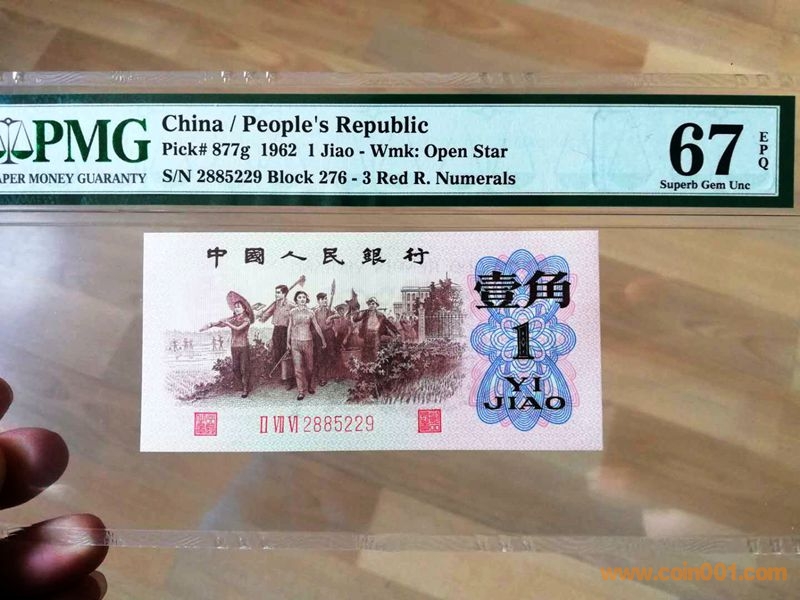 PMG
PAPER MONEY GUARANTY
China / People's Republic
Pick# 877g 1962 1 Jiao - Wmk: Open Star
S/N 2885229 Block 276 - 3 Red R. Numerals
67
EPQ
Superb Gem Unc
中國人民銀行
壹角
1
YI
JIAO
Ⅱ Ⅶ Ⅵ 2885229
www.coin001.com